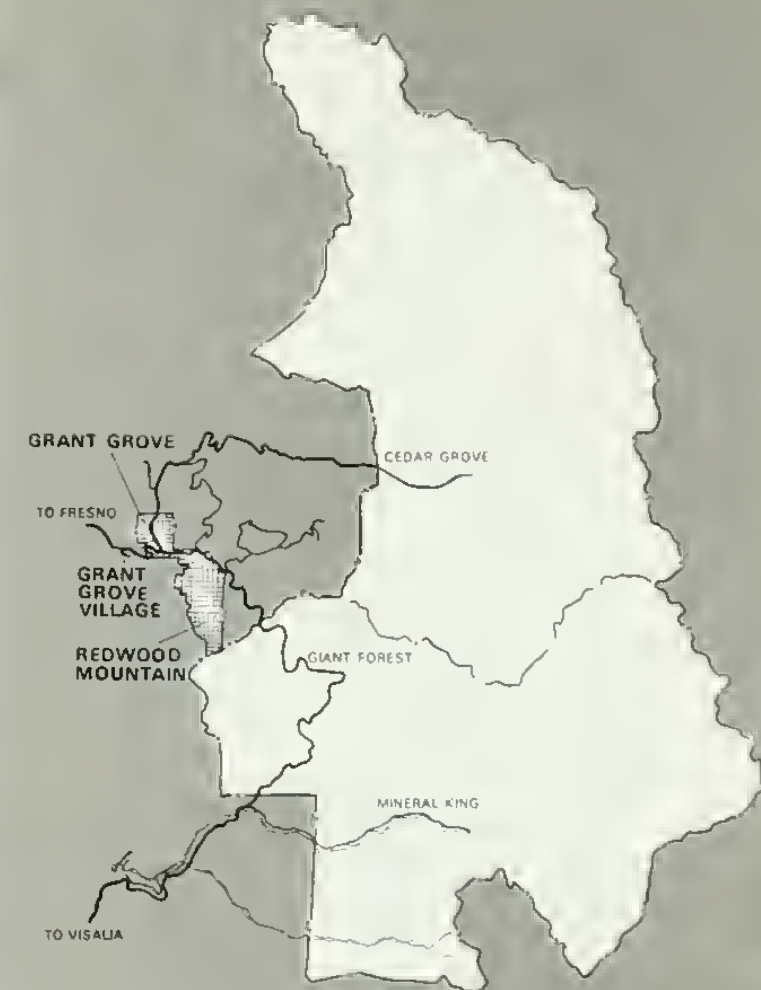 GRANT GROVE
CEDAR GROVE
TO FRESNO
GRANT
GROVE
VILLAGE
REDWOOD
MOUNTAIN
GIANT FOREST
MINERAL KING
TO VISALIA